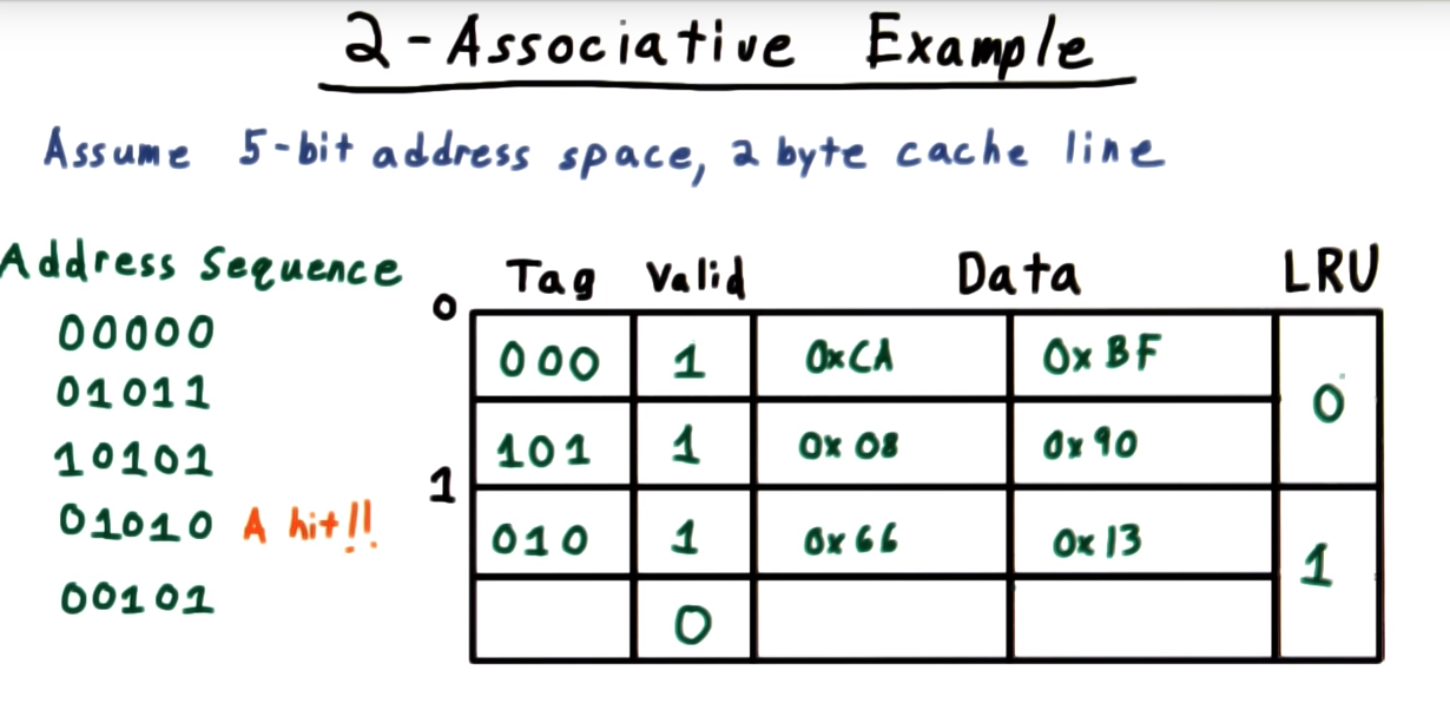 2-Associative Example
Assume 5-bit address space, 2 byte cache line
Address Sequence
00000
01011
10101
01010 A hit!!
00101
Tag Valid Data LRU
0
000 1 0xCA 0xBF 0
101 1 0x08 0x90
1
010 1 0x66 0x13 1
0